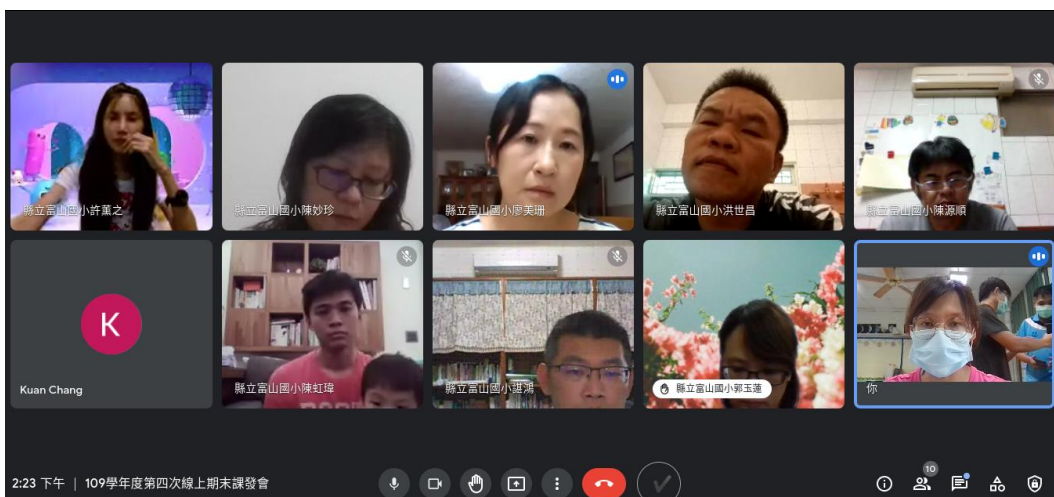 縣立富山國小許薰之
縣立富山國小陳妙珍
縣立富山國小廖美珊
縣立富山國小洪世昌
縣立富山國小陳源順
K
Kuan Chang
縣立富山國小陳虹瑋
縣立富山國小諶鴻
縣立富山國小郭玉蓮
你
2:23 下午 | 109學年度第四次線上期末課發會
10